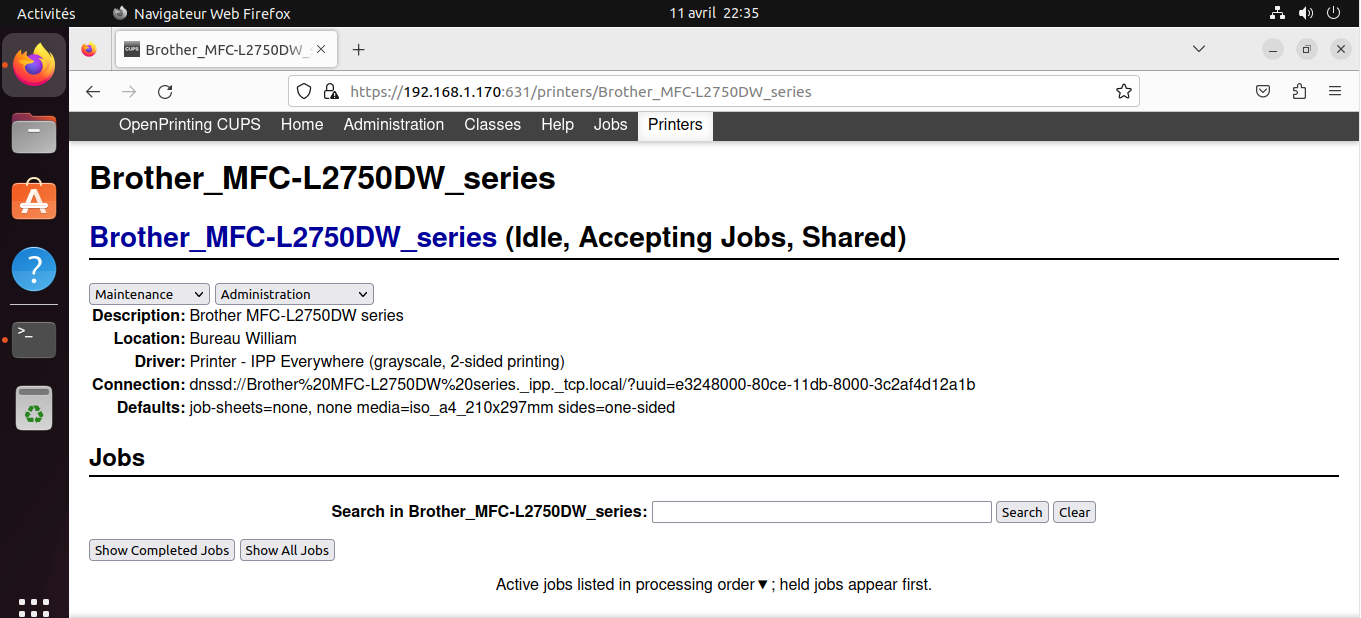 Activités Navigateur Web Firefox 11 avril 22:35
CUPS Brother_MFC-L2750DW_
https://192.168.1.170:631/printers/Brother_MFC-L2750DW_series
OpenPrinting CUPS Home Administration Classes Help Jobs Printers
Brother_MFC-L2750DW_series
Brother_MFC-L2750DW_series (Idle, Accepting Jobs, Shared)
Maintenance Administration
Description: Brother MFC-L2750DW series
Location: Bureau William
Driver: Printer - IPP Everywhere (grayscale, 2-sided printing)
Connection: dnssd://Brother%20MFC-L2750DW%20series._ipp._tcp.local/?uuid=e3248000-80ce-11db-8000-3c2af4d12a1b
Defaults: job-sheets=none, none media=iso_a4_210x297mm sides=one-sided
Jobs
Search in Brother_MFC-L2750DW_series: Search Clear
Show Completed Jobs Show All Jobs
Active jobs listed in processing order▼; held jobs appear first.